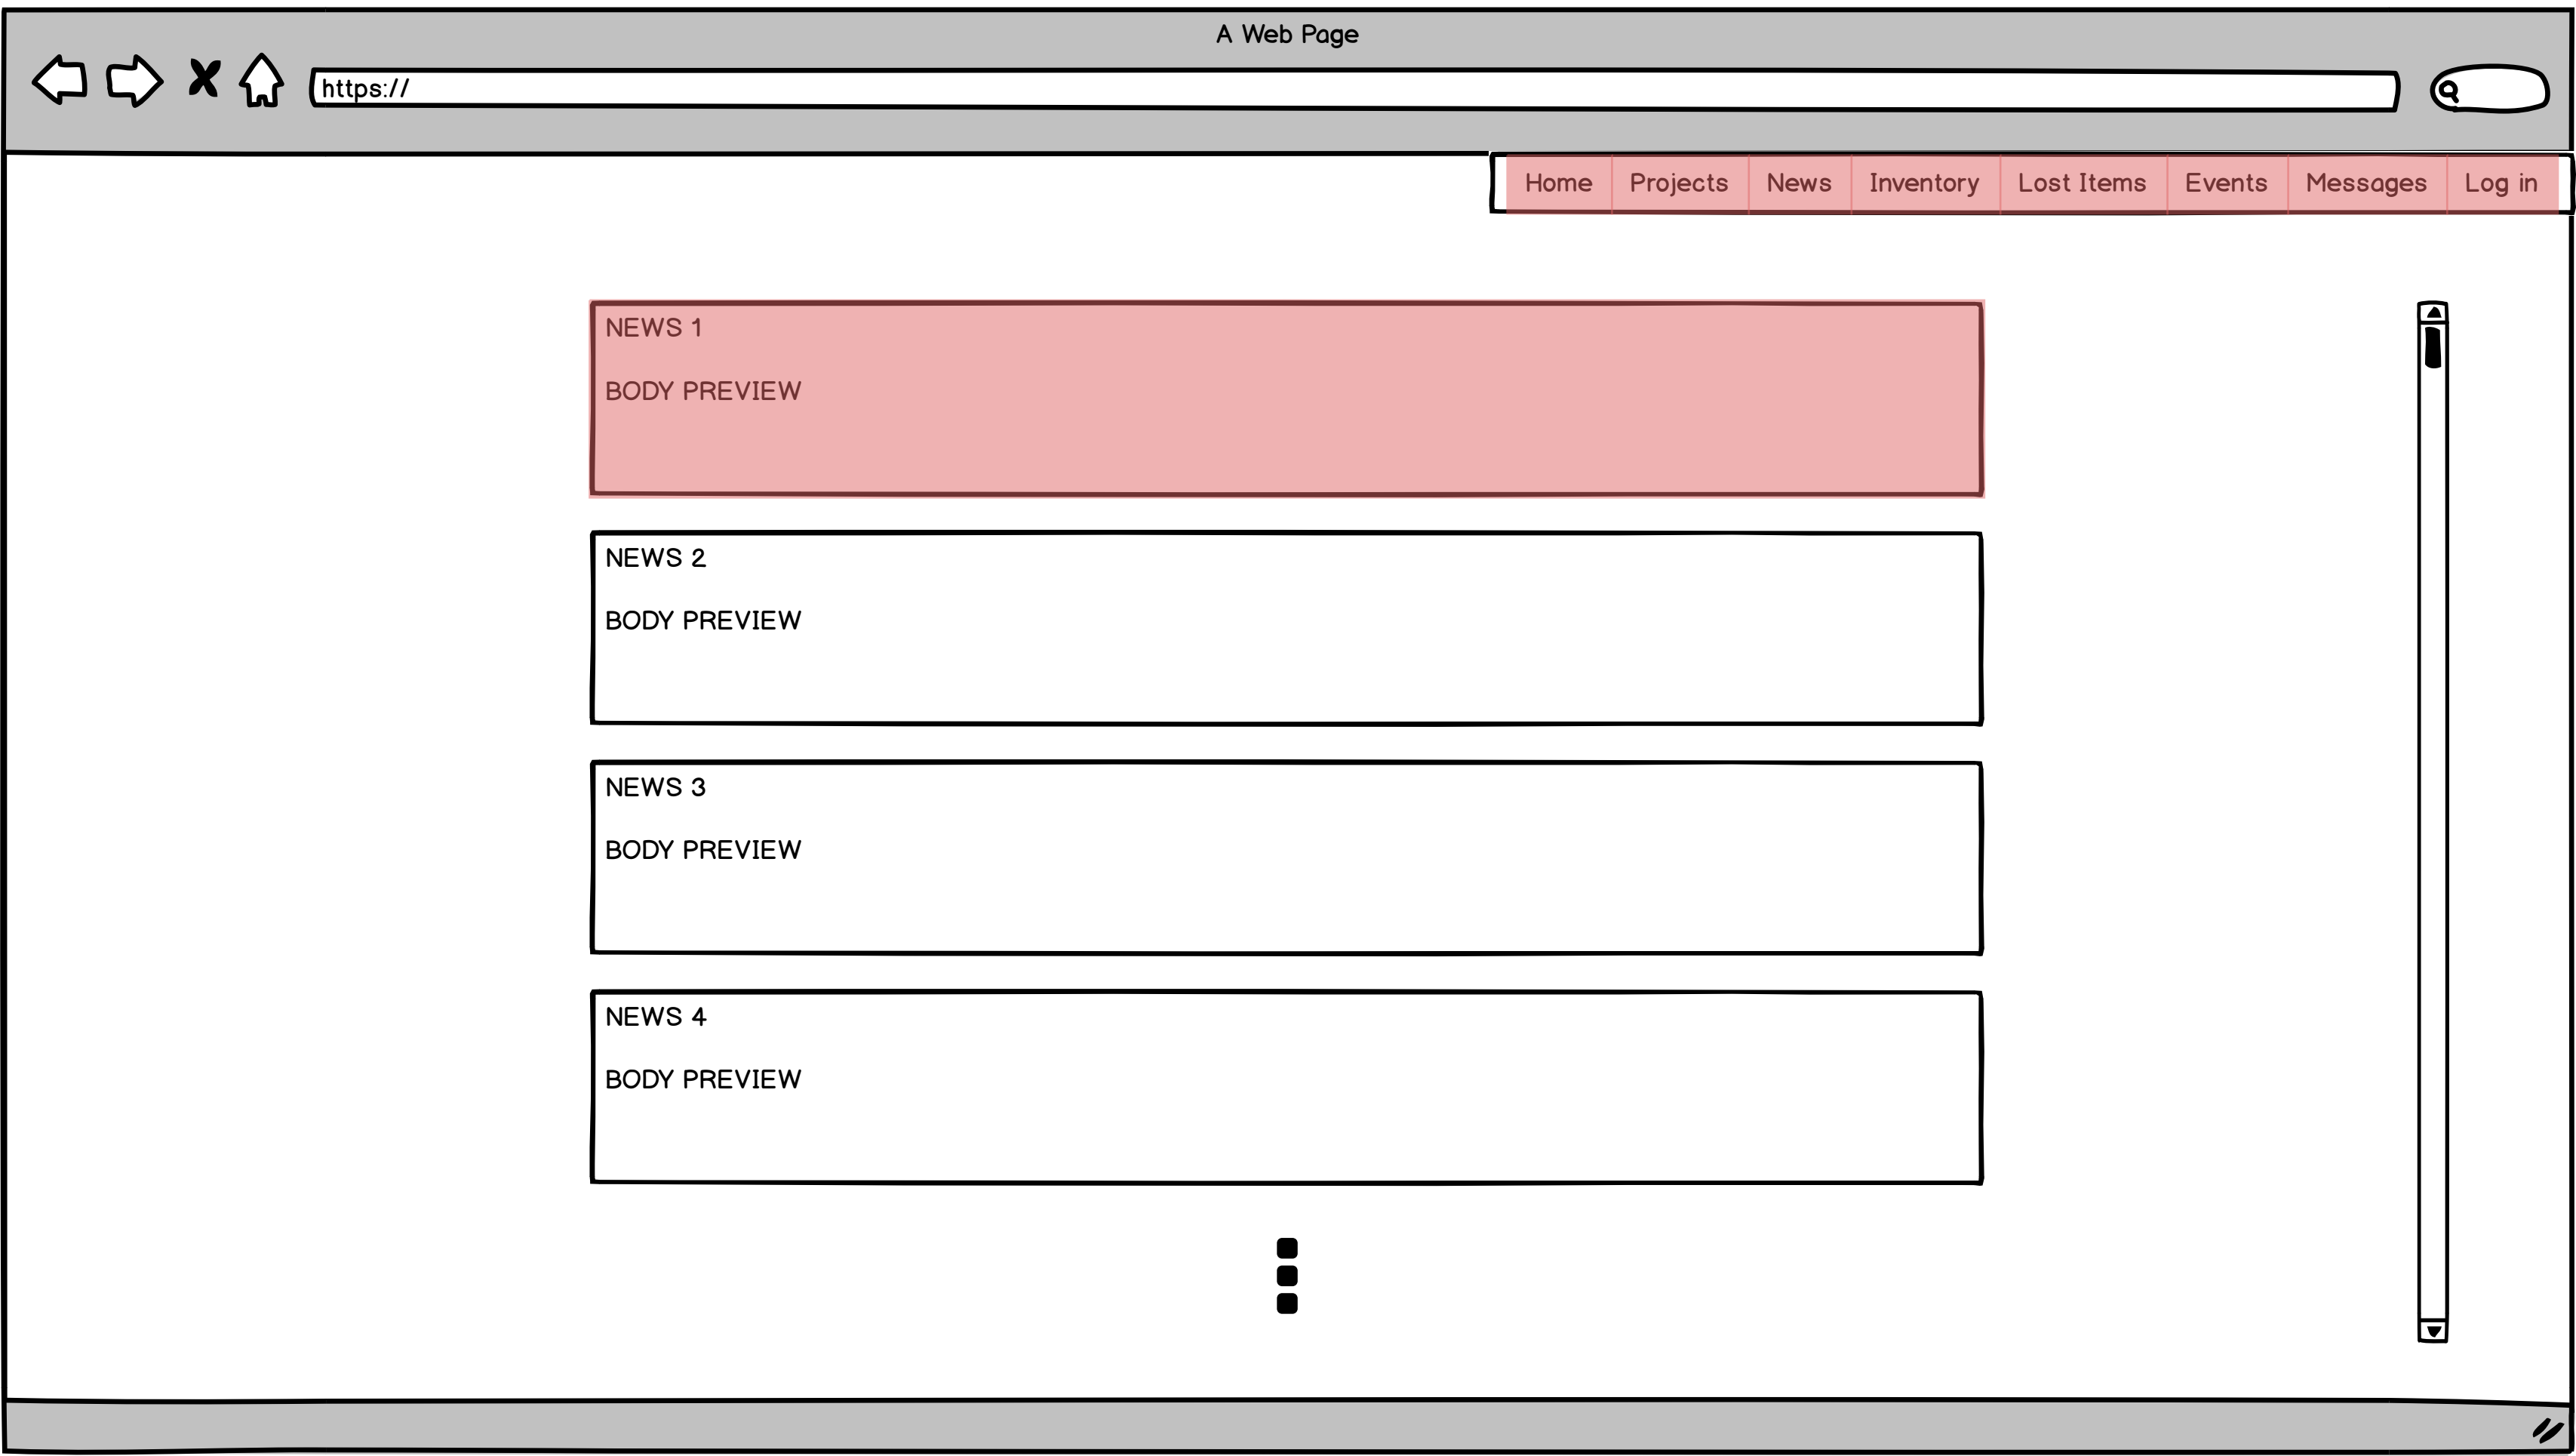 A Web Page
https://
Home Projects News Inventory Lost Items Events Messages Log in
NEWS 1
BODY PREVIEW
NEWS 2
BODY PREVIEW
NEWS 3
BODY PREVIEW
NEWS 4
BODY PREVIEW